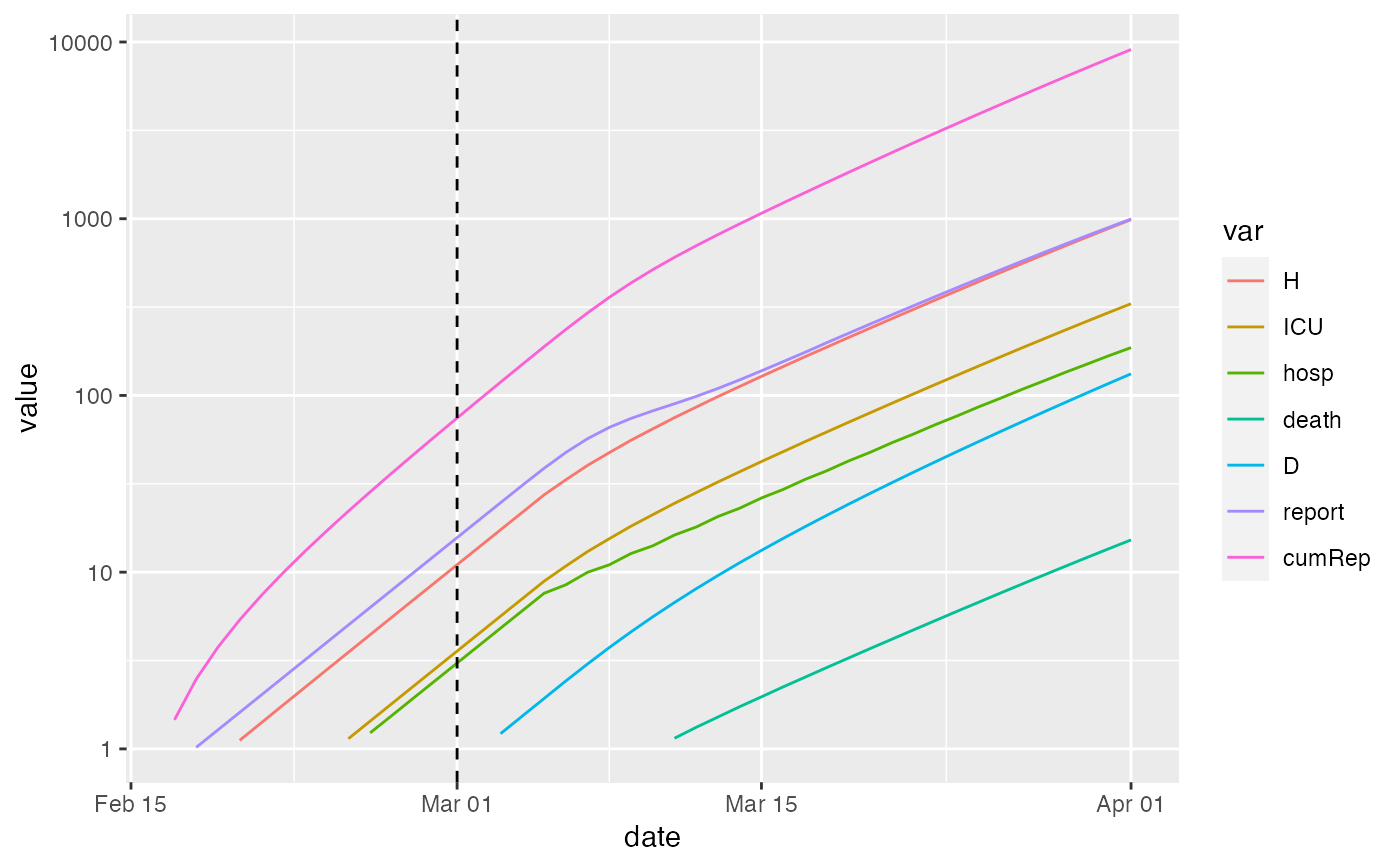 10000
1000
100
10
1
value
Feb 15
Mar 01
Mar 15
Apr 01
date
var
H
ICU
hosp
death
D
report
cumRep